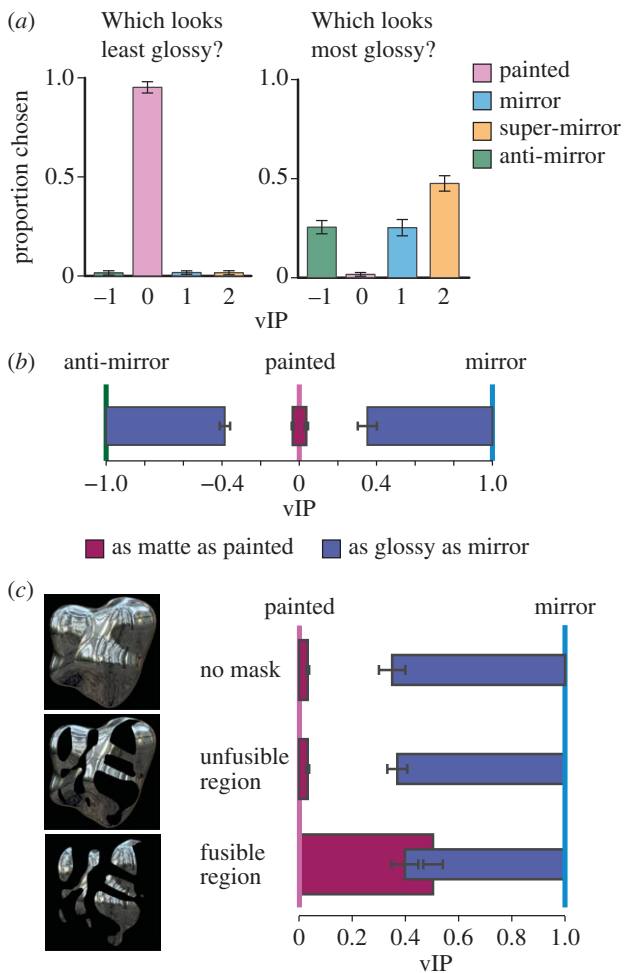 (a)
Which looks
least glossy?
Which looks
most glossy?
painted
mirror
super-mirror
anti-mirror
proportion chosen
1.0
0.5
0
–1 0 1 2
1.0
0.5
0
–1 0 1 2
vIP
(b)
anti-mirror painted mirror
–1.0 –0.4 0 0.4 1.0
vIP
as matte as painted as glossy as mirror
(c)
painted mirror
no mask
unfusible
region
fusible
region
0 0.2 0.4 0.6 0.8 1.0
vIP